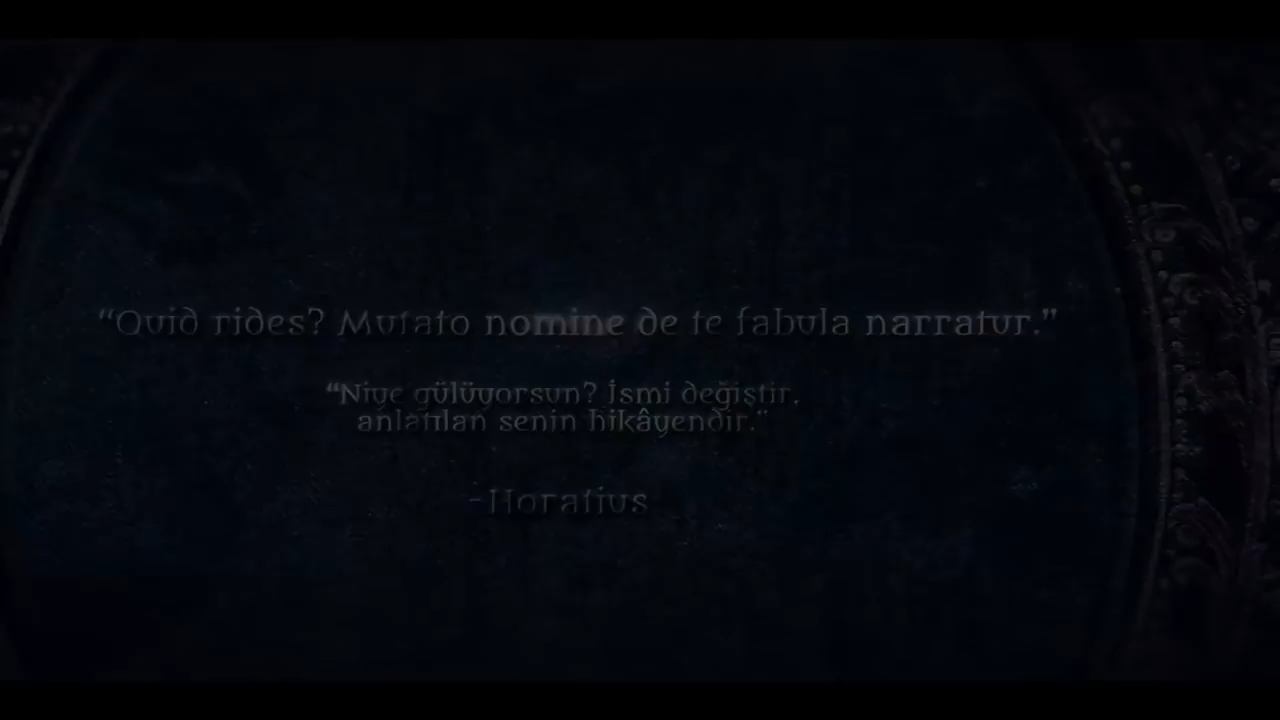 “Quid rides? Mutato nomine de te fabula narratur.”
“Niye gülüyorsun? İsmi değiştir,
anlatılan senin hikâyendir.”
-Horatius